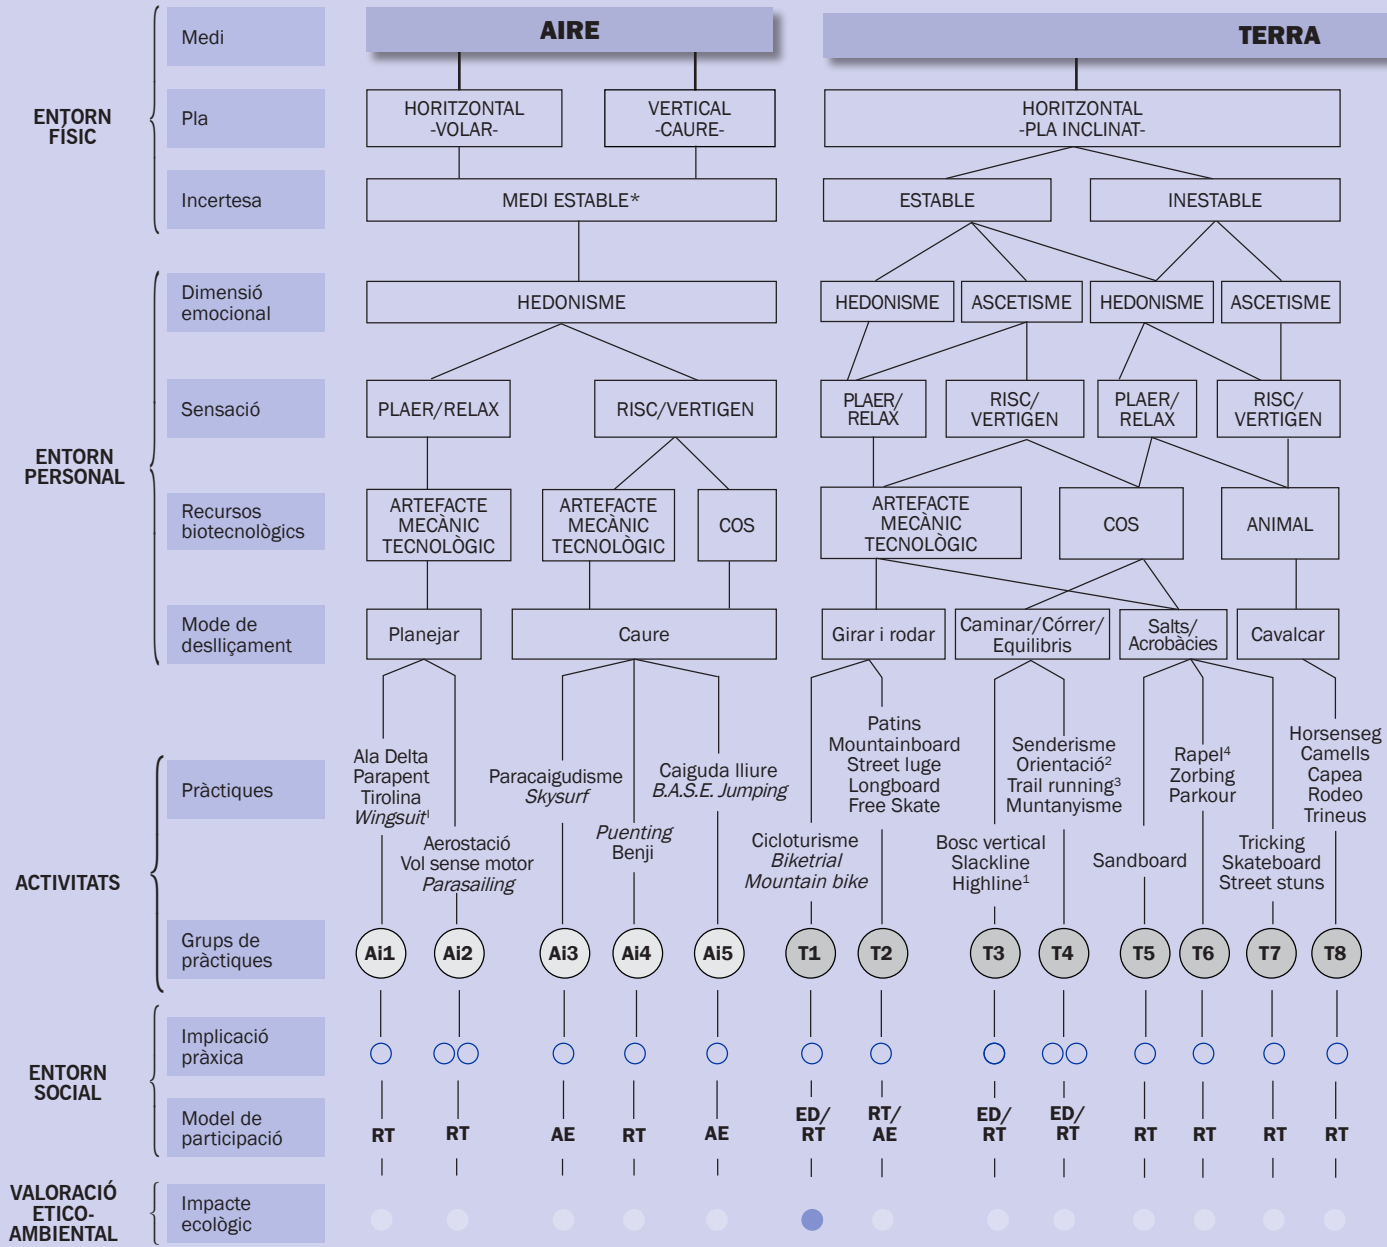 Medi
AIRE
TERRA
ENTORN
FÍSIC
Pla
HORITZONTAL
-VOLAR-
VERTICAL
-CAURE-
HORITZONTAL
-PLA INCLINAT-
Incertesa
MEDI ESTABLE*
ESTABLE
INESTABLE
Dimensió
emocional
HEDONISME
HEDONISME
ASCETISME
HEDONISME
ASCETISME
Sensació
PLAER/RELAX
RISC/VERTIGEN
PLAER/
RELAX
RISC/
VERTIGEN
PLAER/
RELAX
RISC/
VERTIGEN
ENTORN
PERSONAL
Recursos
biotecnològics
ARTEFACTE
MECÀNIC
TECNOLÒGIC
ARTEFACTE
MECÀNIC
TECNOLÒGIC
COS
ARTEFACTE
MECÀNIC
TECNOLÒGIC
COS
ANIMAL
Mode de
deslliçament
Planejar
Caure
Girar i rodar
Caminar/Córrer/
Equilibris
Salts/
Acrobàcies
Cavalcar
ACTIVITATS
Pràctiques
Ala Delta
Parapent
Tirolina
Wingsuit¹
Aerostació
Vol sense motor
Parasailing
Paracaigudisme
Skysurf
Puenting
Benji
Caiguda lliure
B.A.S.E. Jumping
Cicloturisme
Biketrial
Mountain bike
Patins
Mountainboard
Street luge
Longboard
Free Skate
Bosc vertical
Slackline
Highline¹
Senderisme
Orientació²
Trail running³
Muntanyisme
Sandboard
Rapel⁴
Zorbing
Parkour
Tricking
Skateboard
Street stuns
Horsenseg
Camells
Capea
Rodeo
Trineus
Grups de
pràctiques
Ai1
Ai2
Ai3
Ai4
Ai5
T1
T2
T3
T4
T5
T6
T7
T8
ENTORN
SOCIAL
Implicació
pràxica
Model de
participació
RT
RT
AE
RT
AE
ED/
RT
RT/
AE
ED/
RT
ED/
RT
RT
RT
RT
RT
VALORACIÓ
ETICO-
AMBIENTAL
Impacte
ecològic